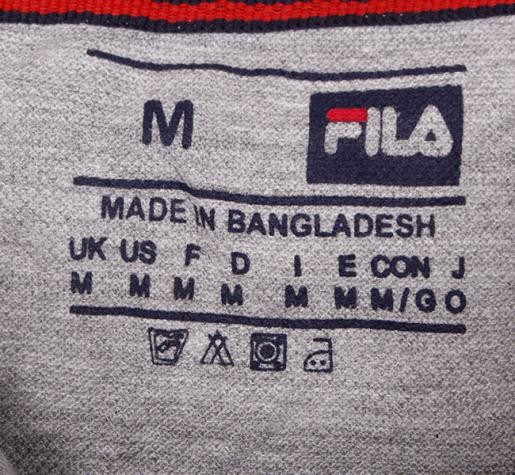 M FILA
MADE IN BANGLADESH
UK US F D I E CON J
M M M M M M M/G O